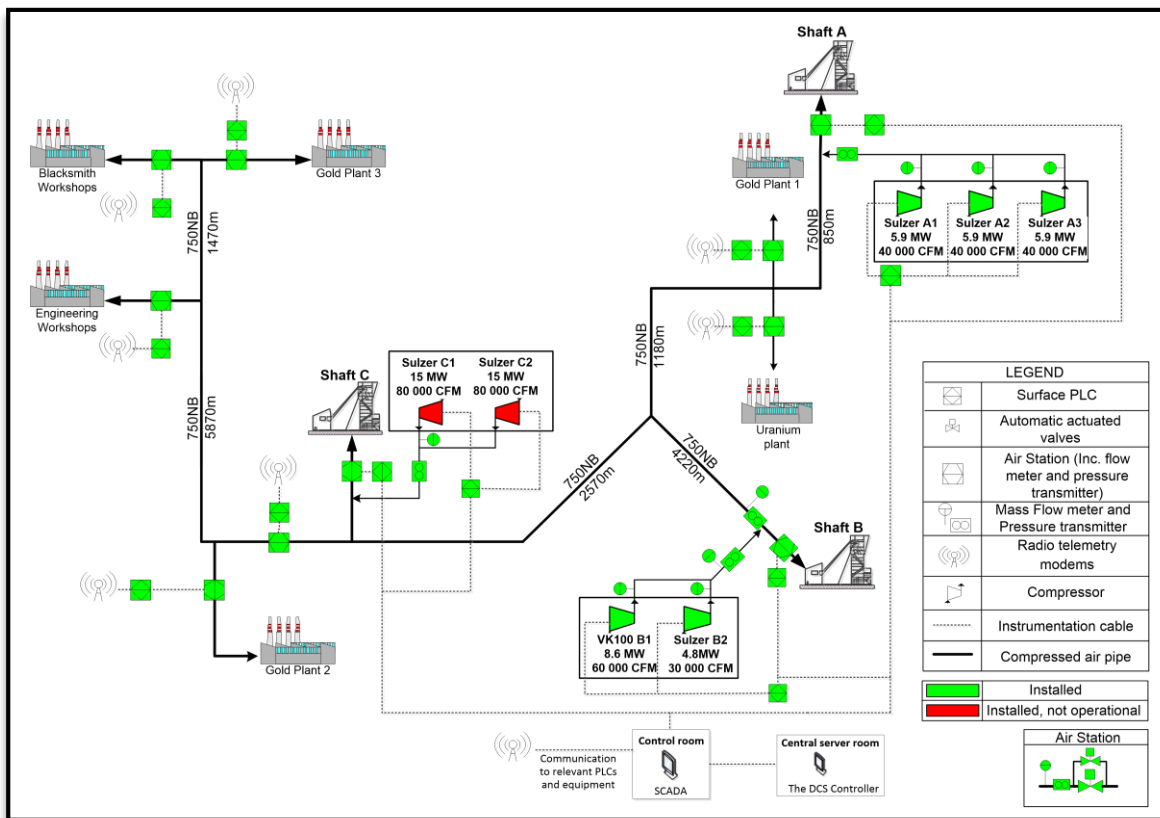 Shaft A
Blacksmith
Workshops
Gold Plant 3
Gold Plant 1
750NB
1470m
750NB
850m
Sulzer A1
5.9 MW
40 000 CFM
Sulzer A2
5.9 MW
40 000 CFM
Sulzer A3
5.9 MW
40 000 CFM
Engineering
Workshops
750NB
1180m
Shaft C
Sulzer C1
15 MW
80 000 CFM
Sulzer C2
15 MW
80 000 CFM
Uranium
plant
750NB
5870m
750NB
2570m
750NB
4220m
Shaft B
VK100 B1
8.6 MW
60 000 CFM
Sulzer B2
4.8MW
30 000 CFM
Gold Plant 2
LEGEND
Surface PLC
Automatic actuated
valves
Air Station (Inc. flow
meter and pressure
transmitter)
Mass Flow meter and
Pressure transmitter
Radio telemetry
modems
Compressor
Instrumentation cable
Compressed air pipe
Installed
Installed, not operational
Air Station
Communication
to relevant PLCs
and equipment
Control room
SCADA
Central server room
The DCS Controller